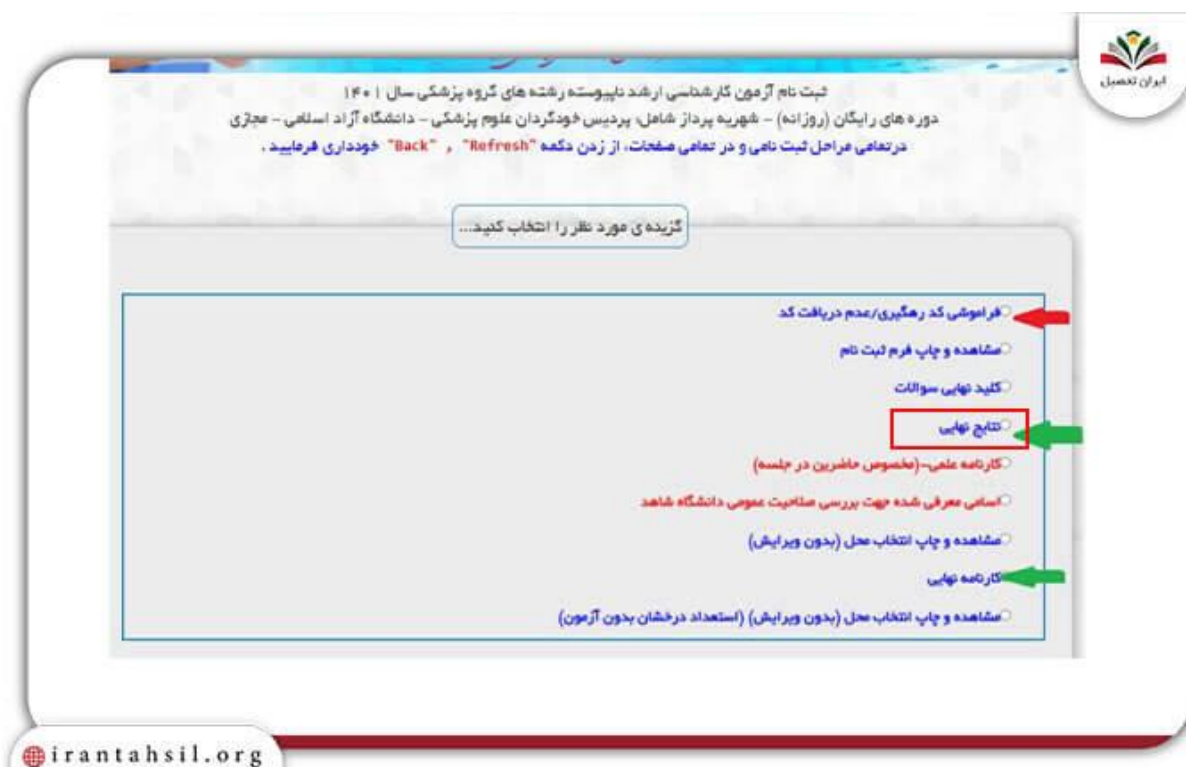 ایران تحصیل
ثبت نام آزمون کارشناسی ارشد ناپیوسته رشته های گروه پزشکی سال ۱۴۰۱
دوره های رایگان (روزانه) - شهریه پرداز شامل: پردیس خودگردان علوم پزشکی - دانشگاه آزاد اسلامی - مجازی
درتمامی مراحل ثبت نامی و در تمامی صفحات، از زدن دکمه "Back" , "Refresh" خودداری فرمایید .
گزینه ی مورد نظر را انتخاب کنید...
فراموشی کد رهگیری/عدم دریافت کد
مشاهده و چاپ فرم ثبت نام
کلید نهایی سوالات
نتایج نهایی
کارنامه علمی-(مخصوص حاضرین در جلسه)
اسامی معرفی شده جهت بررسی صلاحیت عمومی دانشگاه شاهد
مشاهده و چاپ انتخاب محل (بدون ویرایش)
کارنامه نهایی
مشاهده و چاپ انتخاب محل (بدون ویرایش) (استعداد درخشان بدون آزمون)
irantahsil.org